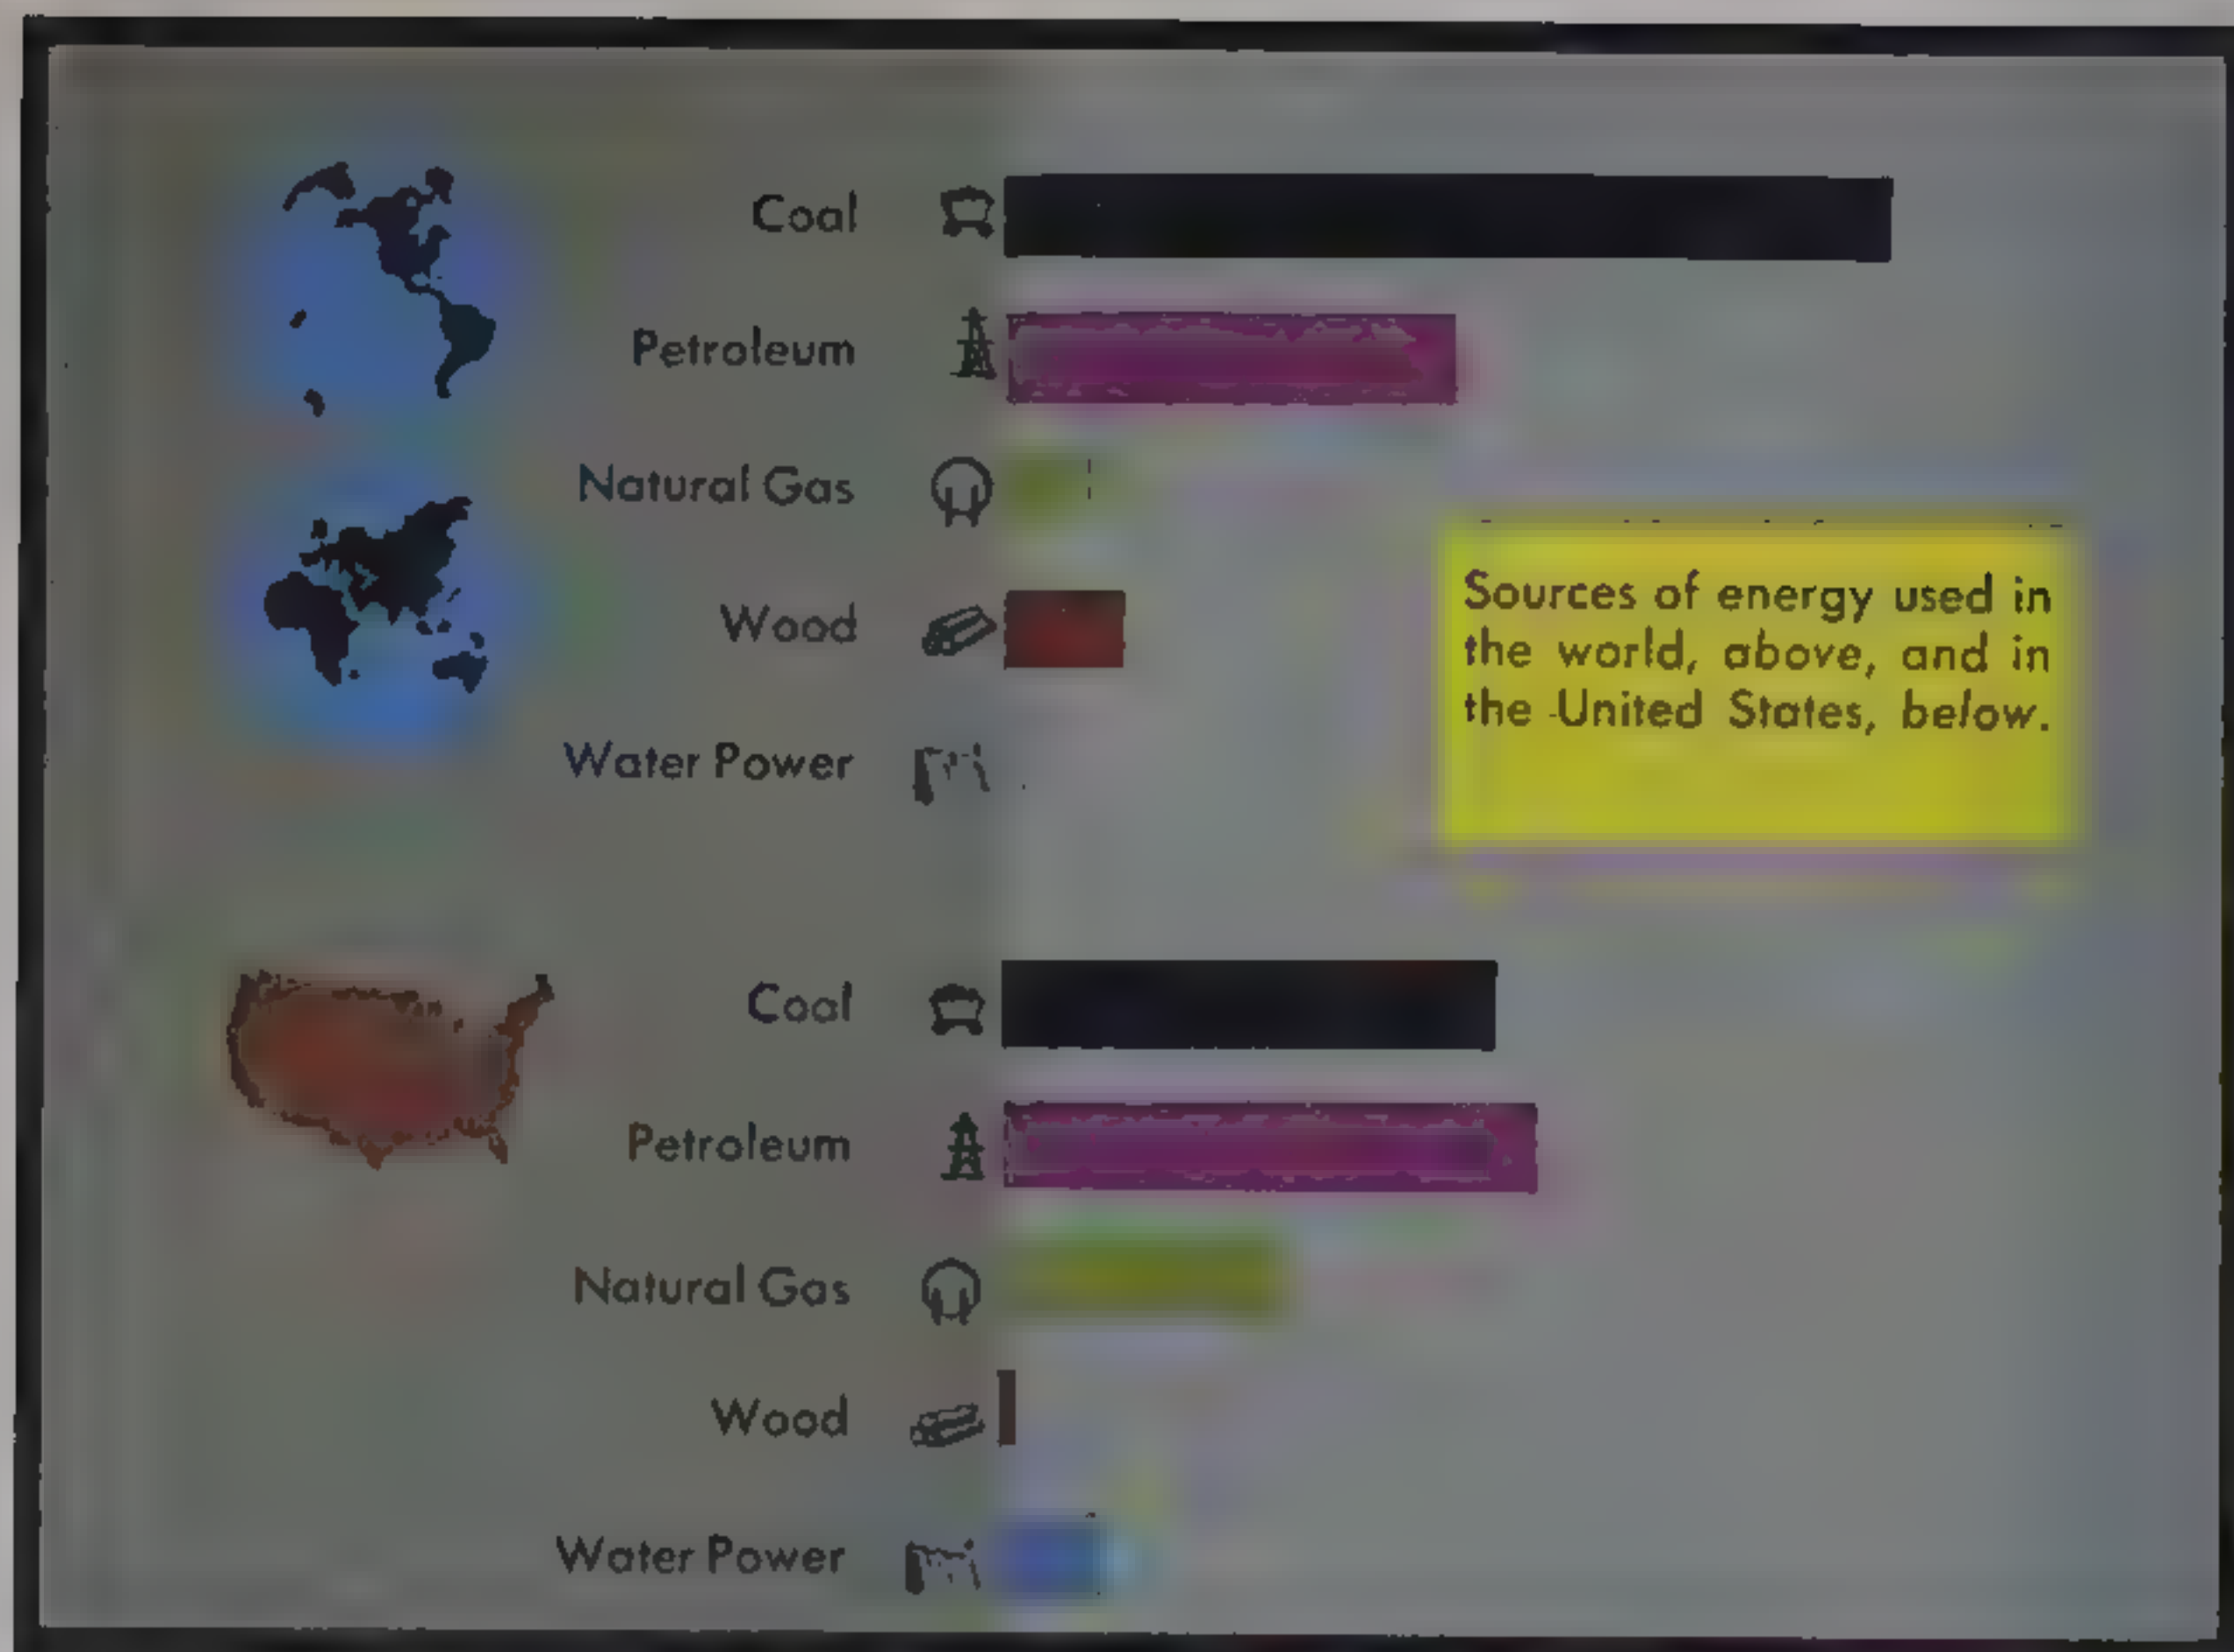 Coal
Petroleum
Natural Gas
Wood
Water Power
Sources of energy used in
the world, above, and in
the United States, below.
Coal
Petroleum
Natural Gas
Wood
Water Power